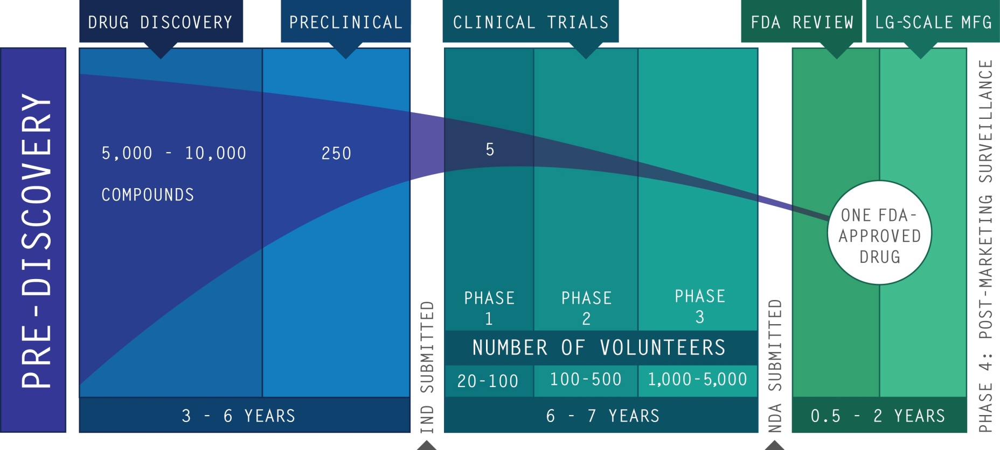 DRUG DISCOVERY
PRECLINICAL
CLINICAL TRIALS
FDA REVIEW
LG-SCALE MFG
PRE-DISCOVERY
5,000 - 10,000
COMPOUNDS
250
5
ONE FDA-
APPROVED
DRUG
PHASE
1
PHASE
2
PHASE
3
NUMBER OF VOLUNTEERS
20-100
100-500
1,000-5,000
3 - 6 YEARS
IND SUBMITTED
6 - 7 YEARS
NDA SUBMITTED
0.5 - 2 YEARS
PHASE 4: POST-MARKETING SURVEILLANCE